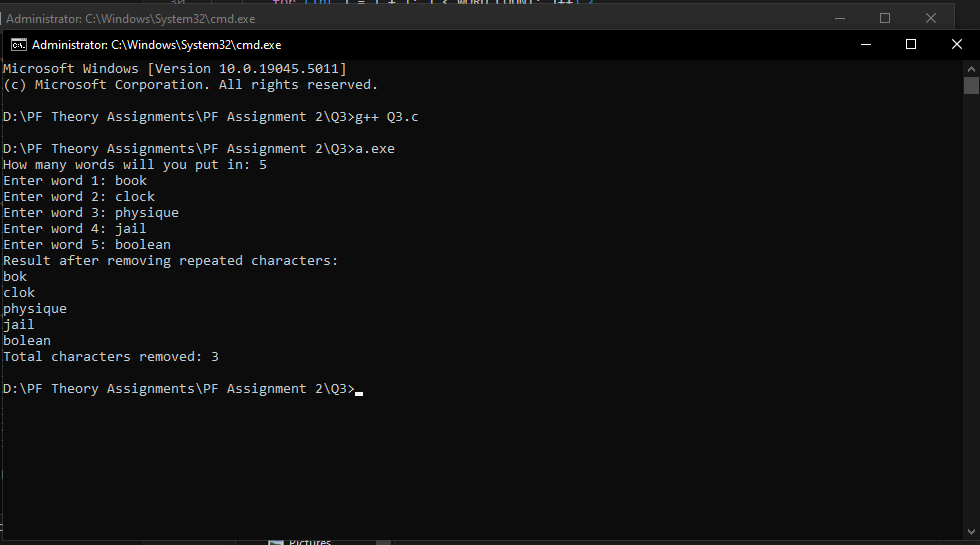 Administrator: C:\Windows\System32\cmd.exe
Administrator: C:\Windows\System32\cmd.exe
Microsoft Windows [Version 10.0.19045.5011]
(c) Microsoft Corporation. All rights reserved.
D:\PF Theory Assignments\PF Assignment 2\Q3>g++ Q3.c
D:\PF Theory Assignments\PF Assignment 2\Q3>a.exe
How many words will you put in: 5
Enter word 1: book
Enter word 2: clock
Enter word 3: physique
Enter word 4: jail
Enter word 5: boolean
Result after removing repeated characters:
bok
clok
physique
jail
bolean
Total characters removed: 3
D:\PF Theory Assignments\PF Assignment 2\Q3>
Pictures